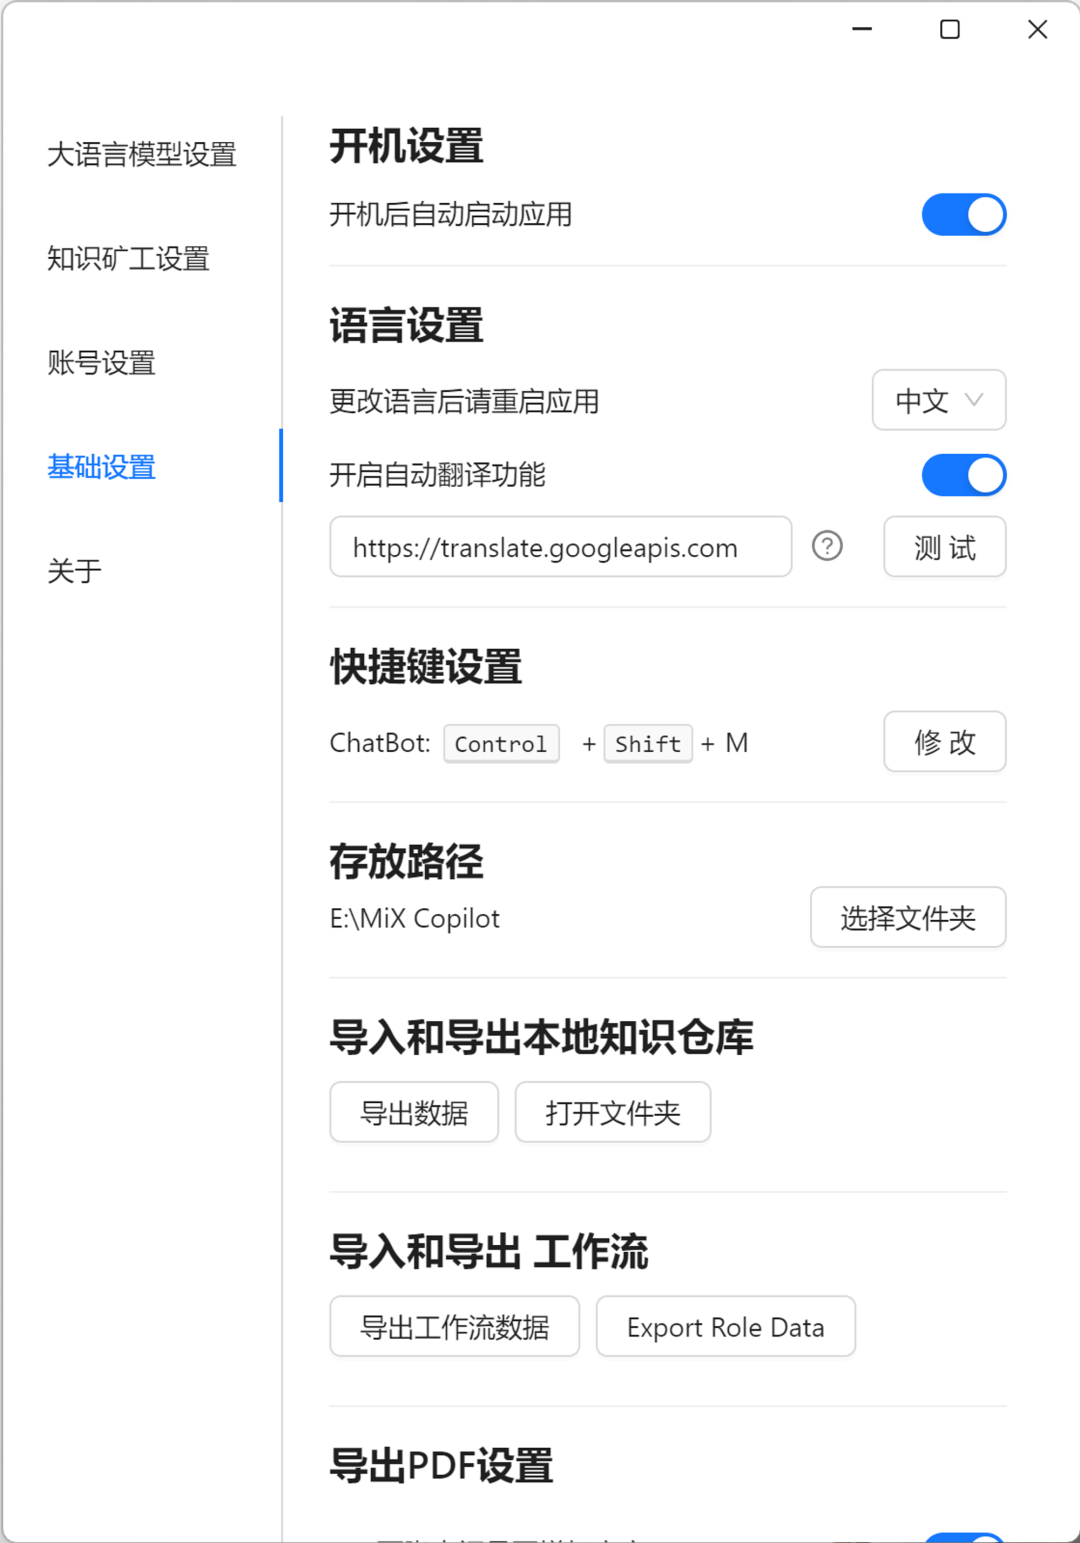 大语言模型设置
知识矿工设置
账号设置
基础设置
关于
开机设置
开机后自动启动应用
语言设置
更改语言后请重启应用
中文
开启自动翻译功能
https://translate.googleapis.com
?
测 试
快捷键设置
ChatBot: Control + Shift + M
修 改
存放路径
E:\MiX Copilot
选择文件夹
导入和导出本地知识仓库
导出数据 打开文件夹
导入和导出 工作流
导出工作流数据 Export Role Data
导出PDF设置